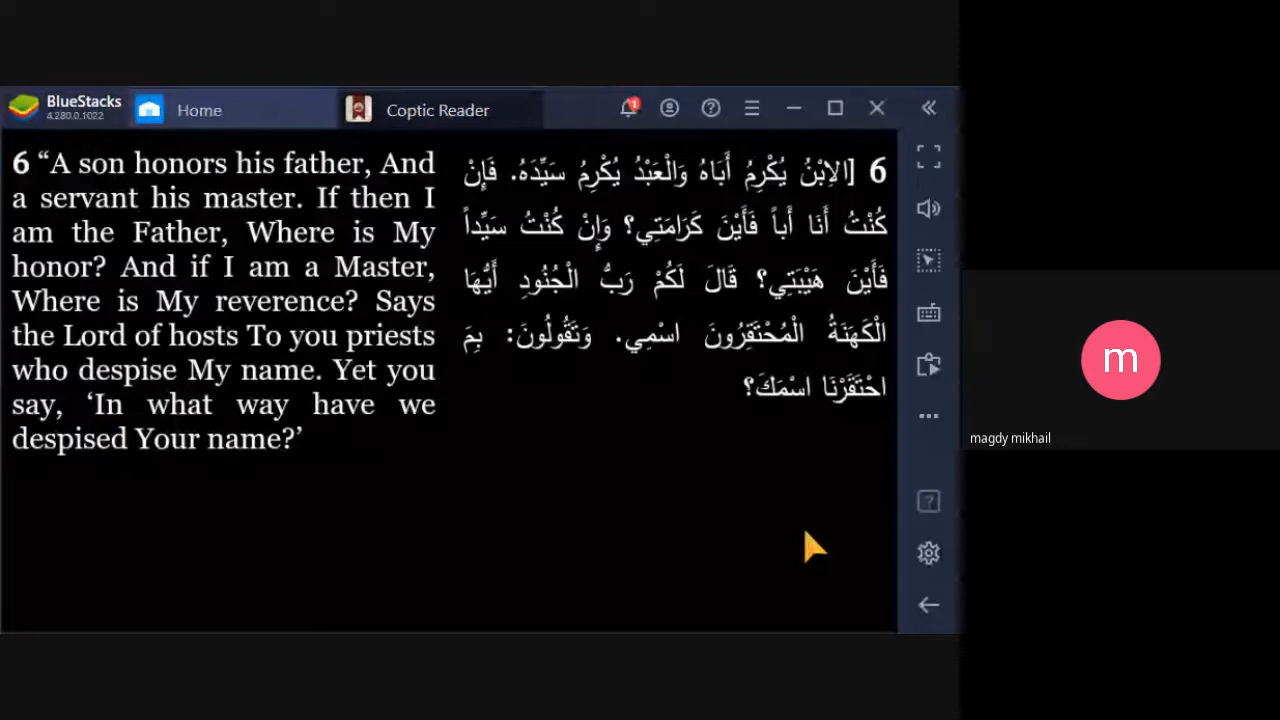 BlueStacks
4.280.0.1022
Home
Coptic Reader
1
6 “A son honors his father, And
a servant his master. If then I
am the Father, Where is My
honor? And if I am a Master,
Where is My reverence? Says
the Lord of hosts To you priests
who despise My name. Yet you
say, ‘In what way have we
despised Your name?’
6 [الاِبْنُ يُكْرِمُ أَبَاهُ وَالْعَبْدُ يُكْرِمُ سَيِّدَهُ. فَإِنْ
كُنْتُ أَنَا أَباً فَأَيْنَ كَرَامَتِي؟ وَإِنْ كُنْتُ سَيِّداً
فَأَيْنَ هَيْبَتِي؟ قَالَ لَكُمْ رَبُّ الْجُنُودِ أَيُّهَا
الْكَهَنَةُ الْمُحْتَقِرُونَ اسْمِي. وَتَقُولُونَ: بِمَ
احْتَقَرْنَا اسْمَكَ؟
m
magdy mikhail